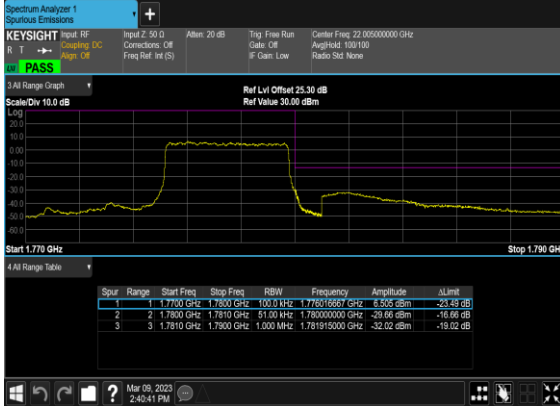 Spectrum Analyzer 1
Spurious Emissions
KEYSIGHT
R T
Input: RF
Coupling: DC
Align: Off
Input Z: 50 Ω
Corrections: Off
Freq Ref: Int (S)
Atten: 20 dB
Trig: Free Run
Gate: Off
IF Gain: Low
Center Freq: 22.005000000 GHz
Avg|Hold: 100/100
Radio Std: None
PASS
3 All Range Graph
Scale/Div 10.0 dB
Ref Lvl Offset 25.30 dB
Ref Value 30.00 dBm
Log
20.0
10.0
0.00
-10.0
-20.0
-30.0
-40.0
-50.0
-60.0
Start 1.770 GHz
Stop 1.790 GH
4 All Range Table
Spur Range Start Freq Stop Freq RBW Frequency Amplitude ΔLimit
1 1 1.7700 GHz 1.7800 GHz 100.0 kHz 1.776016667 GHz 6.505 dBm -23.49 dB
2 2 1.7800 GHz 1.7810 GHz 51.00 kHz 1.780000000 GHz -29.66 dBm -16.66 dB
3 3 1.7810 GHz 1.7900 GHz 1.000 MHz 1.781915000 GHz -32.02 dBm -19.02 dB
?
Mar 09, 2023
2:40:41 PM